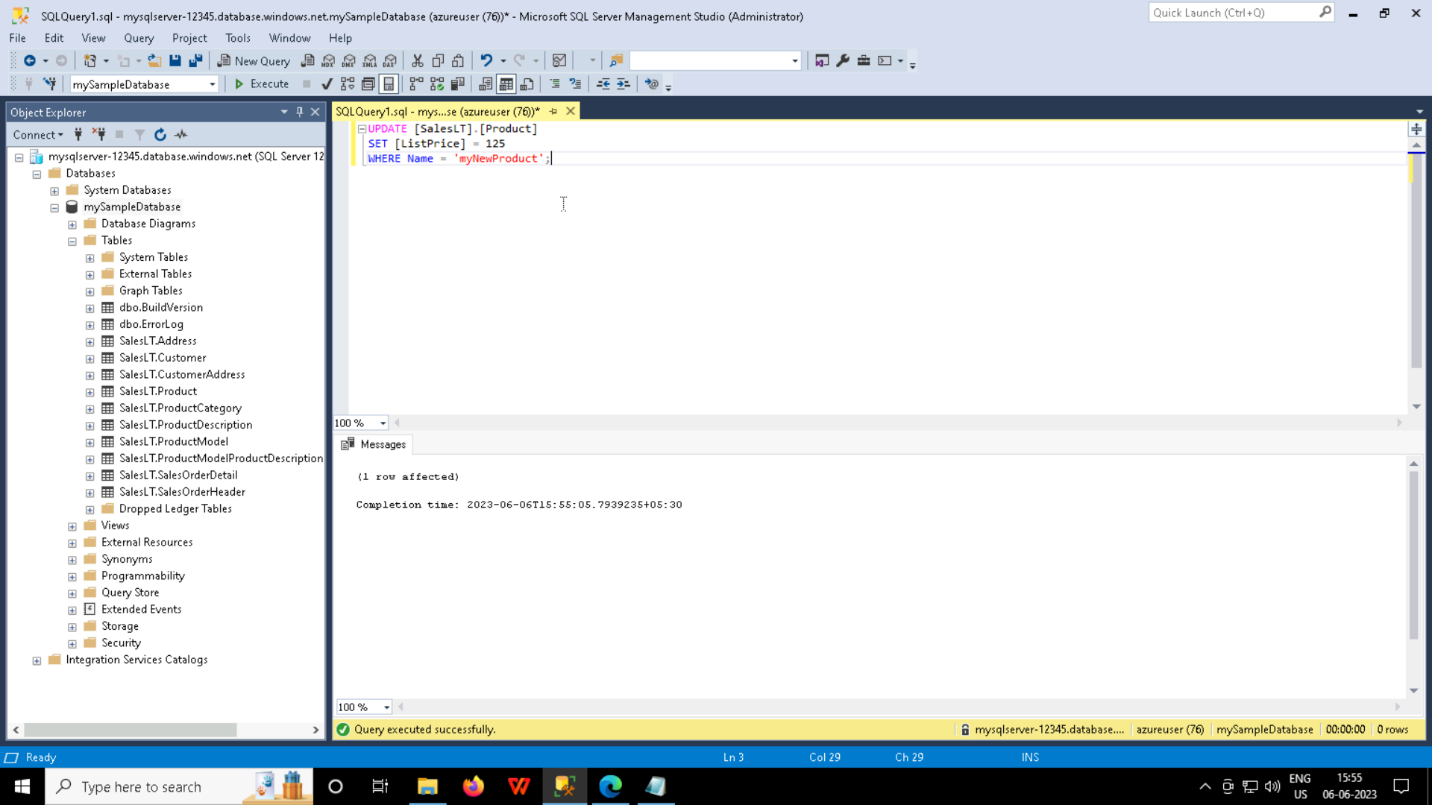 SQLQuery1.sql - mysqlserver-12345.database.windows.net.mySampleDatabase (azureuser (76))* - Microsoft SQL Server Management Studio (Administrator)
Quick Launch (Ctrl+Q)
File Edit View Query Project Tools Window Help
New Query
MDX DMX XMLA DAX
mySampleDatabase
Execute
Object Explorer
SQLQuery1.sql - mys...se (azureuser (76))*
Connect
mysqlserver-12345.database.windows.net (SQL Server 12
Databases
System Databases
mySampleDatabase
Database Diagrams
Tables
System Tables
External Tables
Graph Tables
dbo.BuildVersion
dbo.ErrorLog
SalesLT.Address
SalesLT.Customer
SalesLT.CustomerAddress
SalesLT.Product
SalesLT.ProductCategory
SalesLT.ProductDescription
SalesLT.ProductModel
SalesLT.ProductModelProductDescription
SalesLT.SalesOrderDetail
SalesLT.SalesOrderHeader
Dropped Ledger Tables
Views
External Resources
Synonyms
Programmability
Query Store
Extended Events
Storage
Security
Integration Services Catalogs
UPDATE [SalesLT].[Product]
SET [ListPrice] = 125
WHERE Name = 'myNewProduct';
100 %
Messages
(1 row affected)
Completion time: 2023-06-06T15:55:05.7939235+05:30
100 %
Query executed successfully.
mysqlserver-12345.database.... azureuser (76) mySampleDatabase 00:00:00 0 rows
Ready
Ln 3 Col 29 Ch 29 INS
Type here to search
ENG
US
15:55
06-06-2023